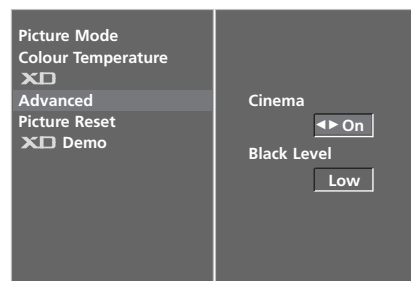 Picture Mode
Colour Temperature
XD
Advanced
Picture Reset
XD Demo
Cinema
◄► On
Black Level
Low